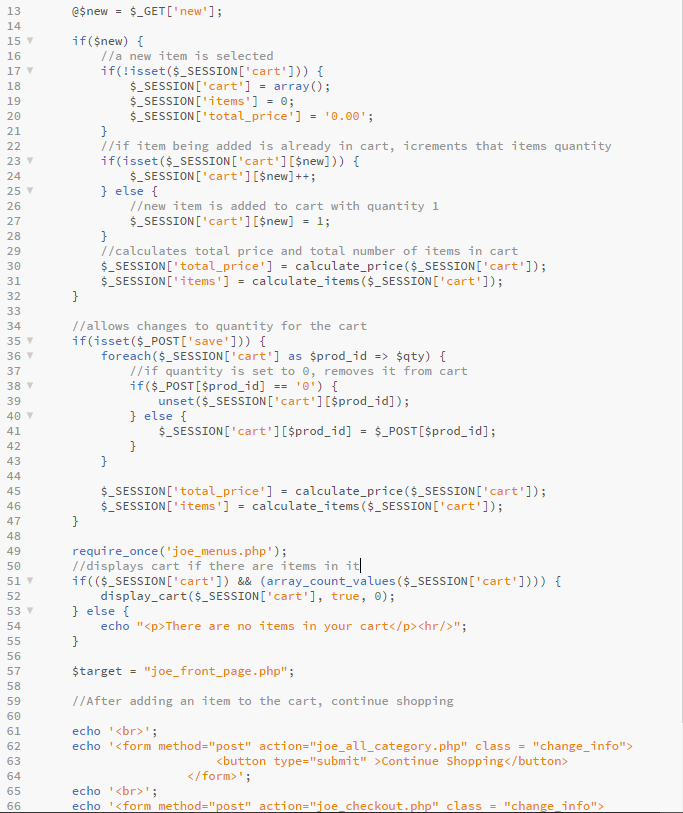 13 @$new = $_GET['new'];
14
15 if($new) {
16 //a new item is selected
17 if(!isset($_SESSION['cart'])) {
18 $_SESSION['cart'] = array();
19 $_SESSION['items'] = 0;
20 $_SESSION['total_price'] = '0.00';
21 }
22 //if item being added is already in cart, icrements that items quantity
23 if(isset($_SESSION['cart'][$new])) {
24 $_SESSION['cart'][$new]++;
25 } else {
26 //new item is added to cart with quantity 1
27 $_SESSION['cart'][$new] = 1;
28 }
29 //calculates total price and total number of items in cart
30 $_SESSION['total_price'] = calculate_price($_SESSION['cart']);
31 $_SESSION['items'] = calculate_items($_SESSION['cart']);
32 }
33
34 //allows changes to quantity for the cart
35 if(isset($_POST['save'])) {
36 foreach($_SESSION['cart'] as $prod_id => $qty) {
37 //if quantity is set to 0, removes it from cart
38 if($_POST[$prod_id] == '0') {
39 unset($_SESSION['cart'][$prod_id]);
40 } else {
41 $_SESSION['cart'][$prod_id] = $_POST[$prod_id];
42 }
43 }
44
45 $_SESSION['total_price'] = calculate_price($_SESSION['cart']);
46 $_SESSION['items'] = calculate_items($_SESSION['cart']);
47 }
48
49 require_once('joe_menus.php');
50 //displays cart if there are items in it
51 if(($_SESSION['cart']) && (array_count_values($_SESSION['cart']))) {
52 display_cart($_SESSION['cart'], true, 0);
53 } else {
54 echo "<p>There are no items in your cart</p><hr/>";
55 }
56
57 $target = "joe_front_page.php";
58
59 //After adding an item to the cart, continue shopping
60
61 echo '<br>';
62 echo '<form method="post" action="joe_all_category.php" class = "change_info">
63 <button type="submit" >Continue Shopping</button>
64 </form>';
65 echo '<br>';
66 echo '<form method="post" action="joe_checkout.php" class = "change_info">